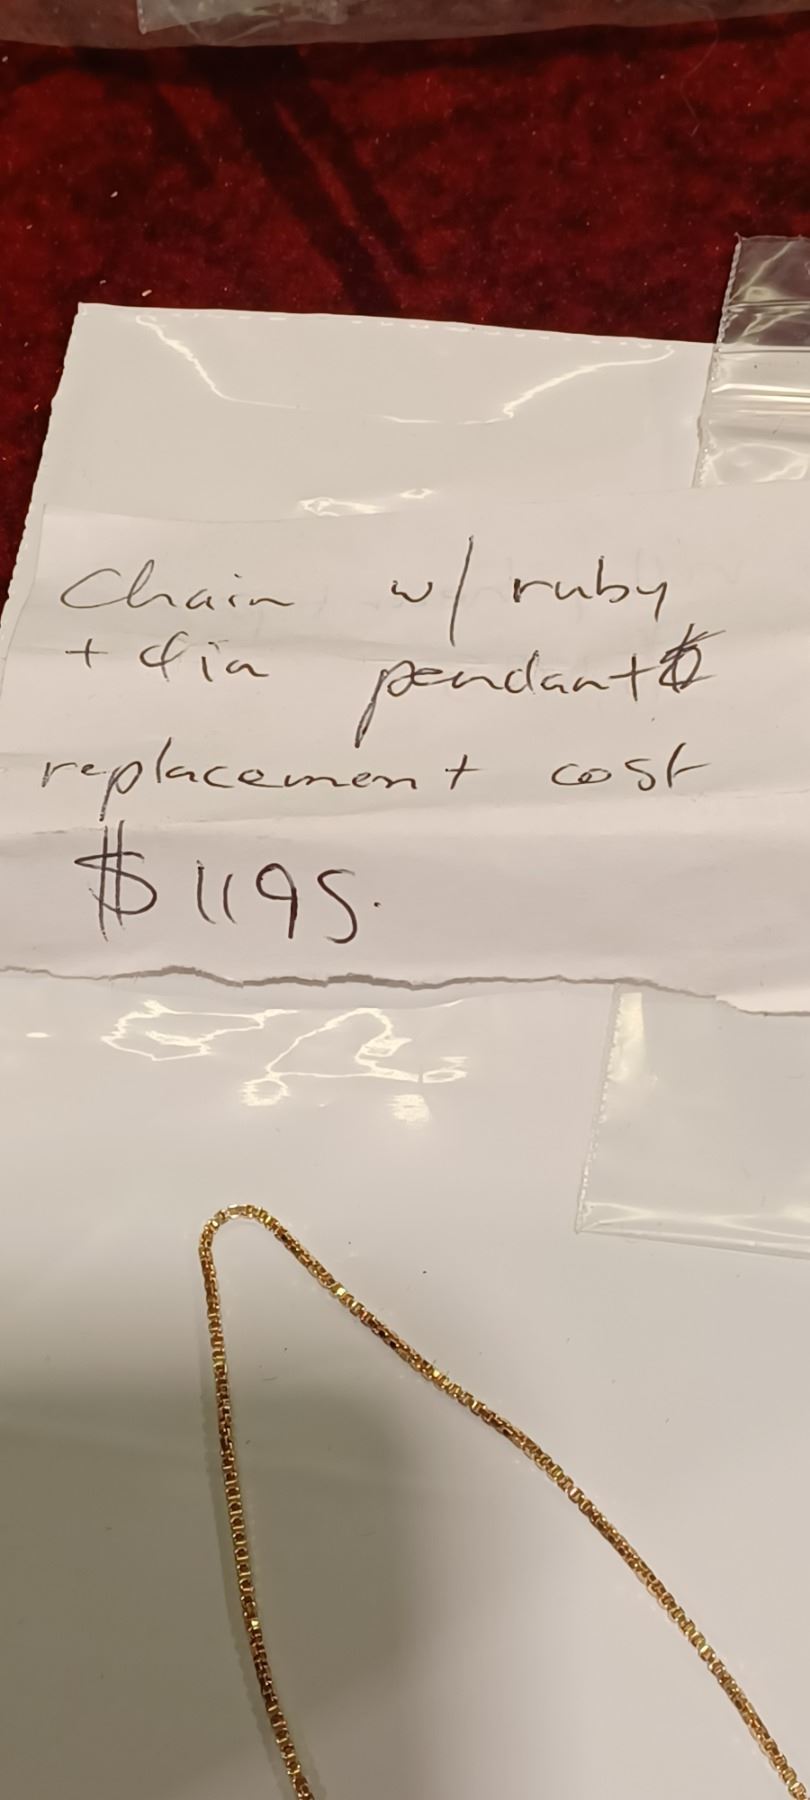 Chain w/ ruby
+ dia pendant
replacement cost
$1195.